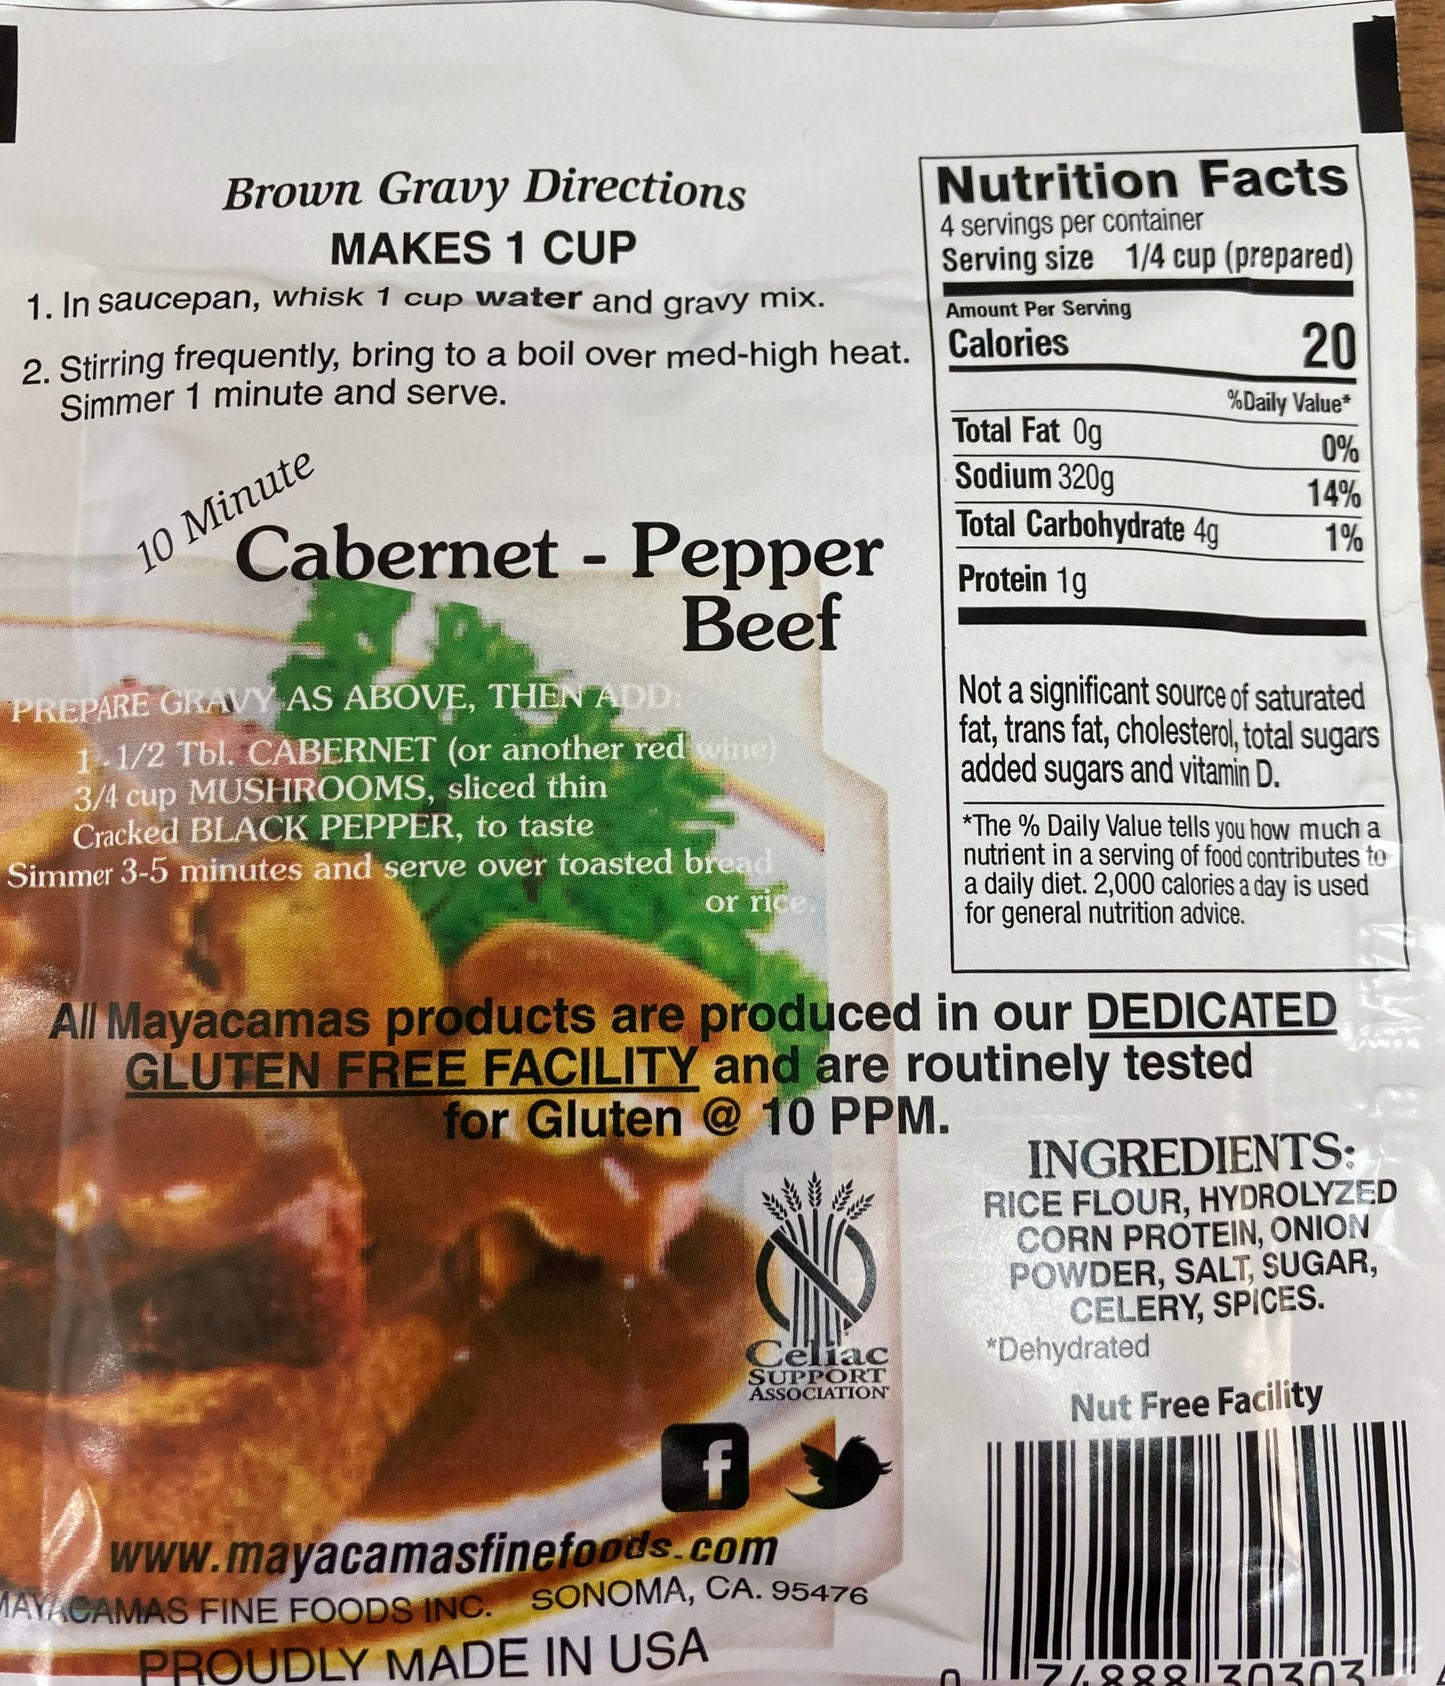 Brown Gravy Directions
MAKES 1 CUP
1. In saucepan, whisk 1 cup water and gravy mix.
2. Stirring frequently, bring to a boil over med-high heat.
Simmer 1 minute and serve.
10 Minute
Cabernet - Pepper
Beef
PREPARE GRAVY AS ABOVE, THEN ADD:
1 - 1/2 Tbl. CABERNET (or another red wine)
3/4 cup MUSHROOMS, sliced thin
Cracked BLACK PEPPER, to taste
Simmer 3-5 minutes and serve over toasted bread
or rice.
Nutrition Facts
4 servings per container
Serving size 1/4 cup (prepared)
Amount Per Serving
Calories 20
%Daily Value*
Total Fat 0g 0%
Sodium 320g 14%
Total Carbohydrate 4g 1%
Protein 1g
Not a significant source of saturated
fat, trans fat, cholesterol, total sugars
added sugars and vitamin D.
*The % Daily Value tells you how much a
nutrient in a serving of food contributes to
a daily diet. 2,000 calories a day is used
for general nutrition advice.
All Mayacamas products are produced in our DEDICATED
GLUTEN FREE FACILITY and are routinely tested
for Gluten @ 10 PPM.
INGREDIENTS:
RICE FLOUR, HYDROLYZED
CORN PROTEIN, ONION
POWDER, SALT, SUGAR,
CELERY, SPICES.
*Dehydrated
Nut Free Facility
Celiac
SUPPORT
ASSOCIATION
f
www.mayacamasfinefoods.com
MAYACAMAS FINE FOODS INC. SONOMA, CA. 95476
PROUDLY MADE IN USA
0 74888 30303